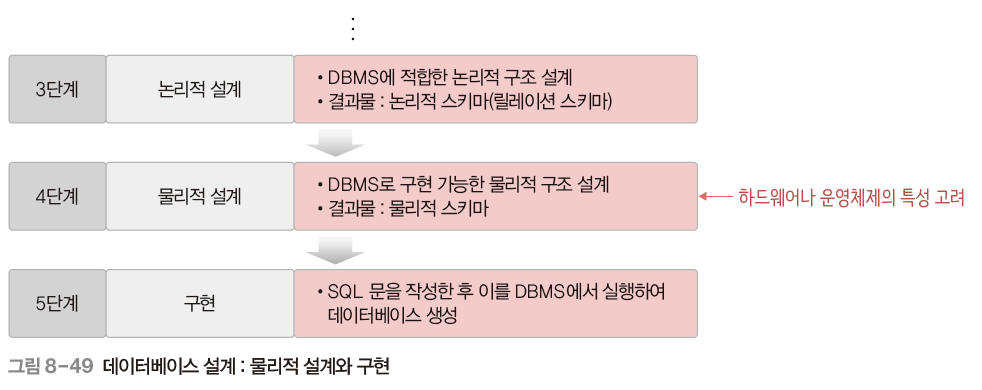 3단계
논리적 설계
• DBMS에 적합한 논리적 구조 설계
• 결과물 : 논리적 스키마(릴레이션 스키마)
4단계
물리적 설계
• DBMS로 구현 가능한 물리적 구조 설계
• 결과물 : 물리적 스키마
하드웨어나 운영체제의 특성 고려
5단계
구현
• SQL 문을 작성한 후 이를 DBMS에서 실행하여
데이터베이스 생성
그림 8-49 데이터베이스 설계 : 물리적 설계와 구현